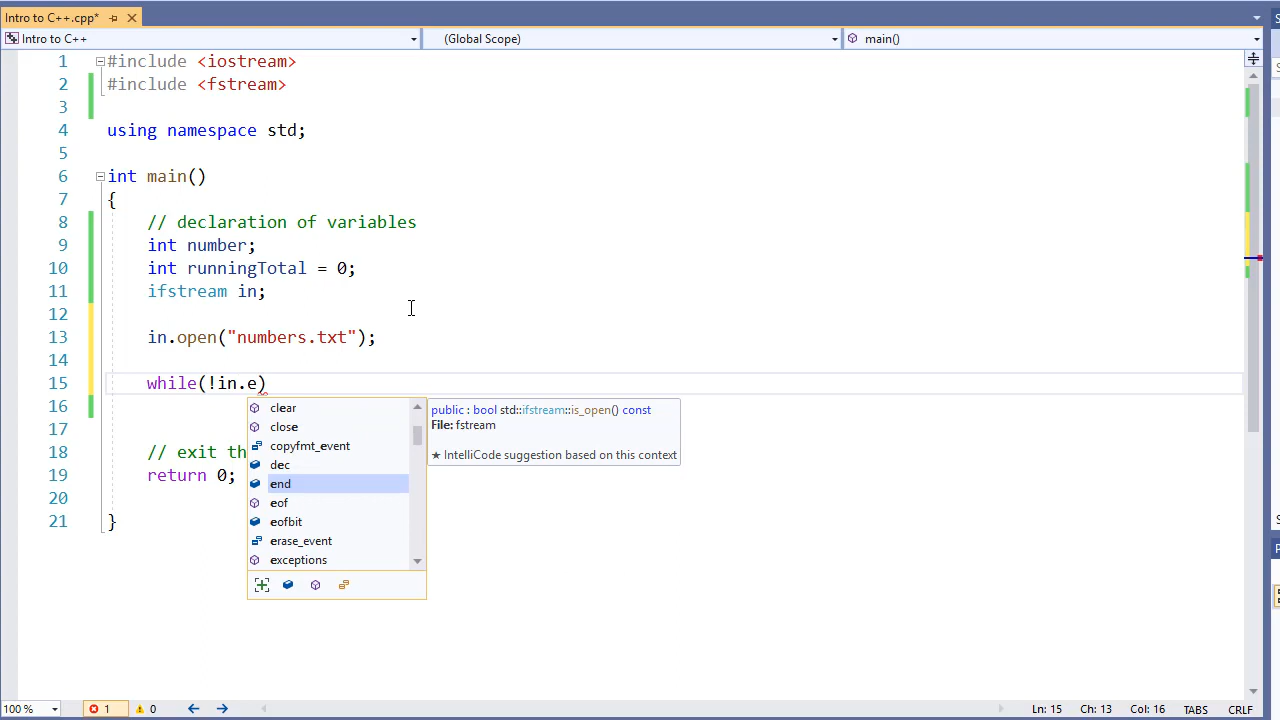 Intro to C++.cpp*
Intro to C++ (Global Scope) main()
1 #include <iostream>
2 #include <fstream>
3
4 using namespace std;
5
6 int main()
7 {
8 // declaration of variables
9 int number;
10 int runningTotal = 0;
11 ifstream in;
12
13 in.open("numbers.txt");
14
15 while(!in.e)
16
17
18 // exit th
19 return 0;
20
21 }
clear
close
copyfmt_event
dec
end
eof
eofbit
erase_event
exceptions
public : bool std::ifstream::is_open() const
File: fstream
★ IntelliCode suggestion based on this context
100 % 1 0 Ln: 15 Ch: 13 Col: 16 TABS CRLF